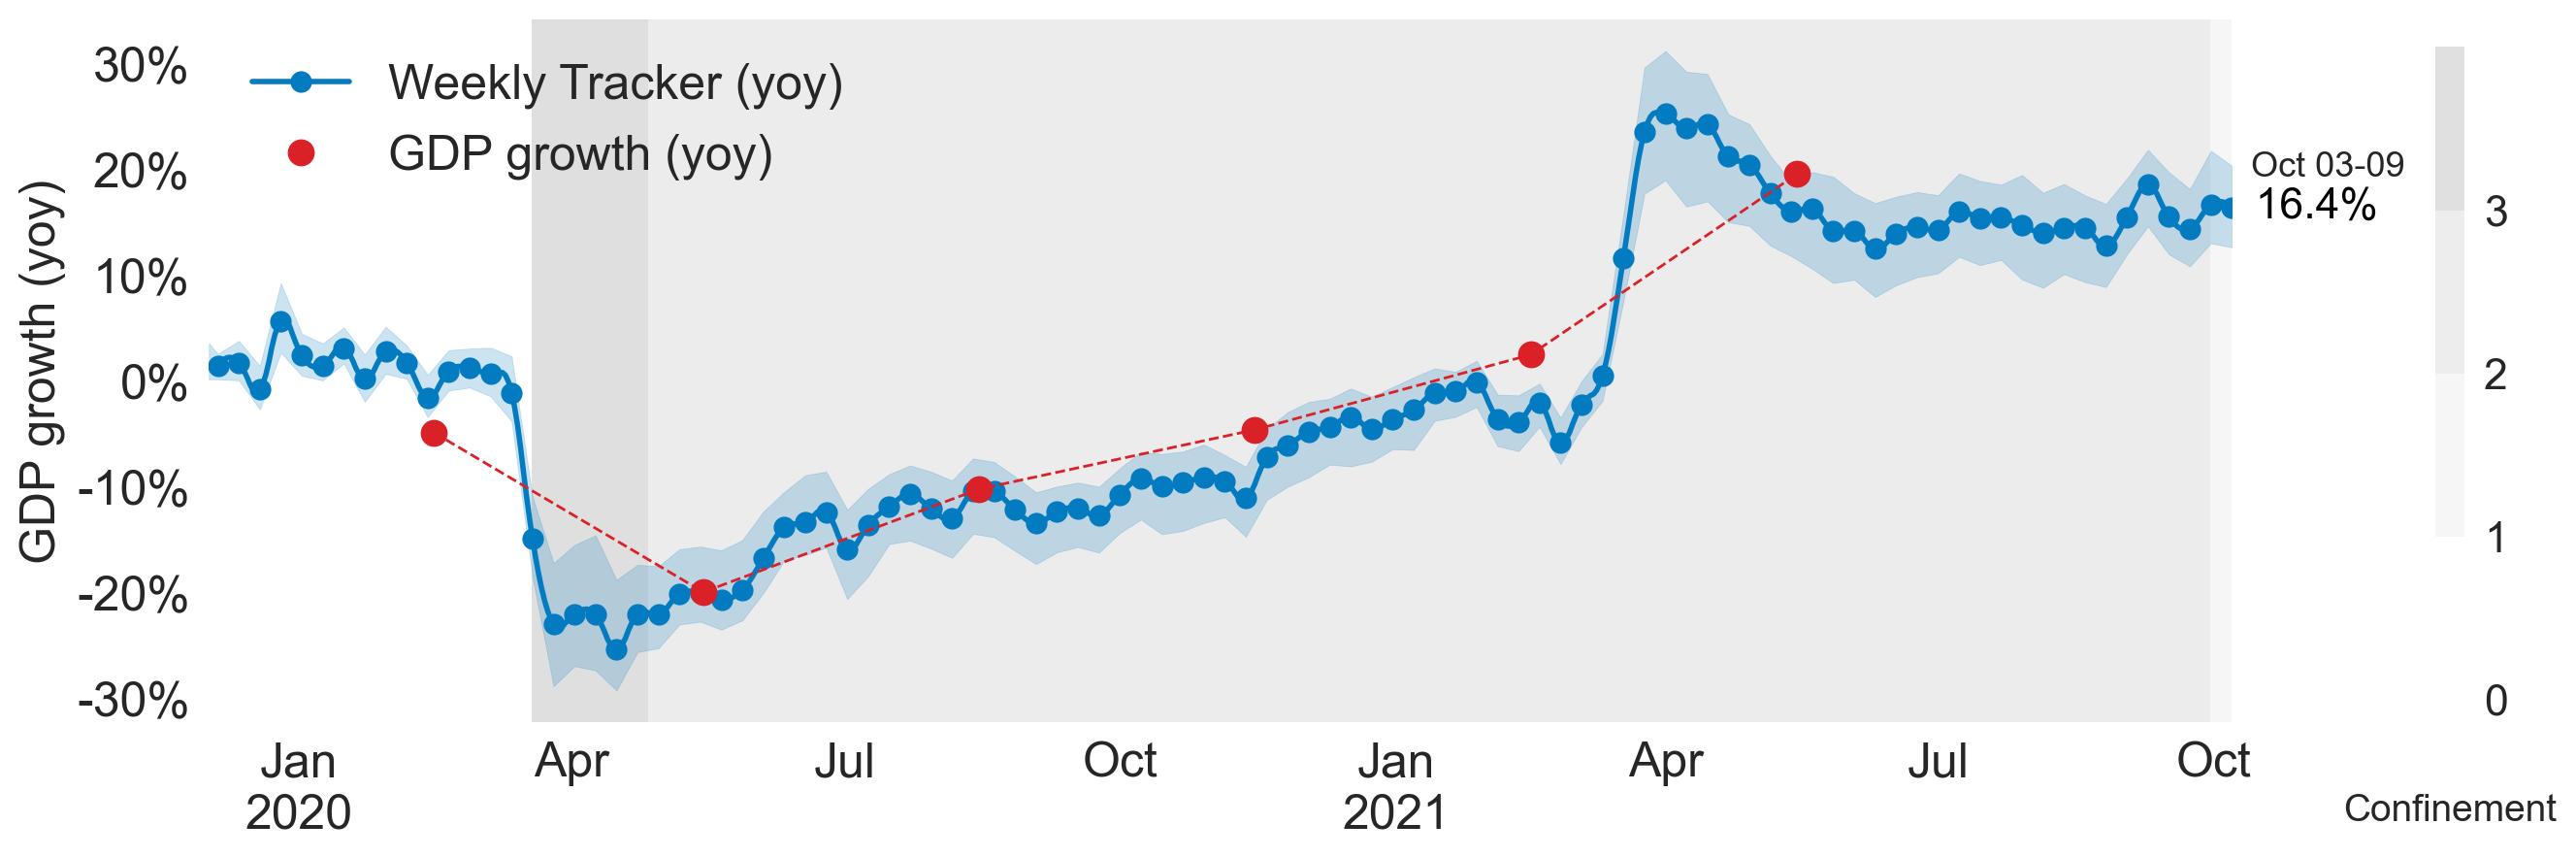 GDP growth (yoy)
30%
20%
10%
0%
-10%
-20%
-30%
Weekly Tracker (yoy)
GDP growth (yoy)
Oct 03-09
16.4%
3
2
1
0
Confinement
Jan Apr Jul Oct Jan Apr Jul Oct
2020 2021